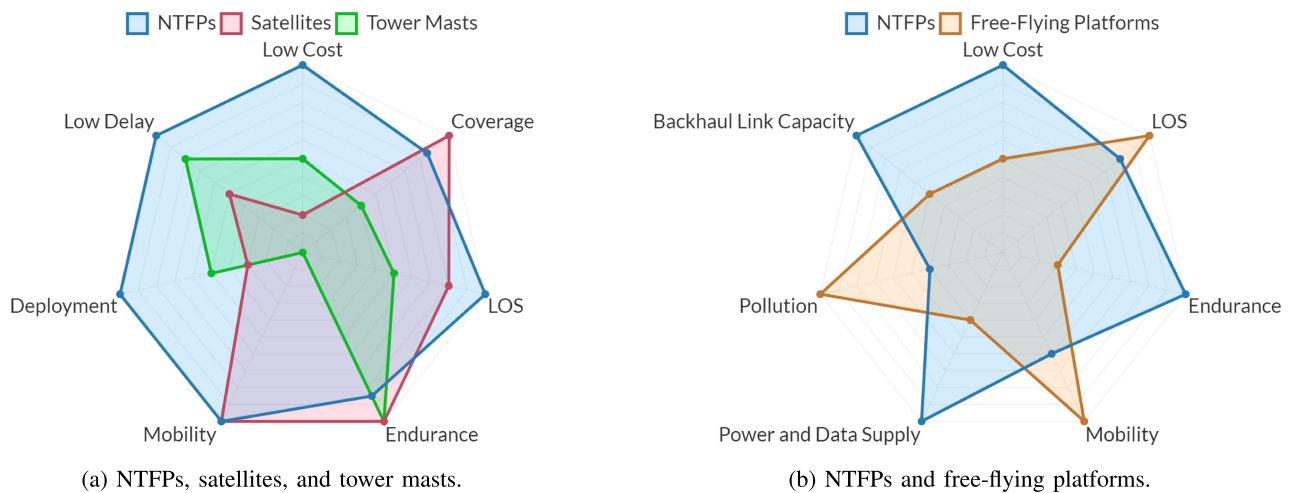 NTFPs Satellites Tower Masts
Low Cost
Low Delay
Coverage
Deployment
LOS
Mobility
Endurance
(a) NTFPs, satellites, and tower masts.
NTFPs Free-Flying Platforms
Low Cost
Backhaul Link Capacity
LOS
Pollution
Endurance
Power and Data Supply
Mobility
(b) NTFPs and free-flying platforms.